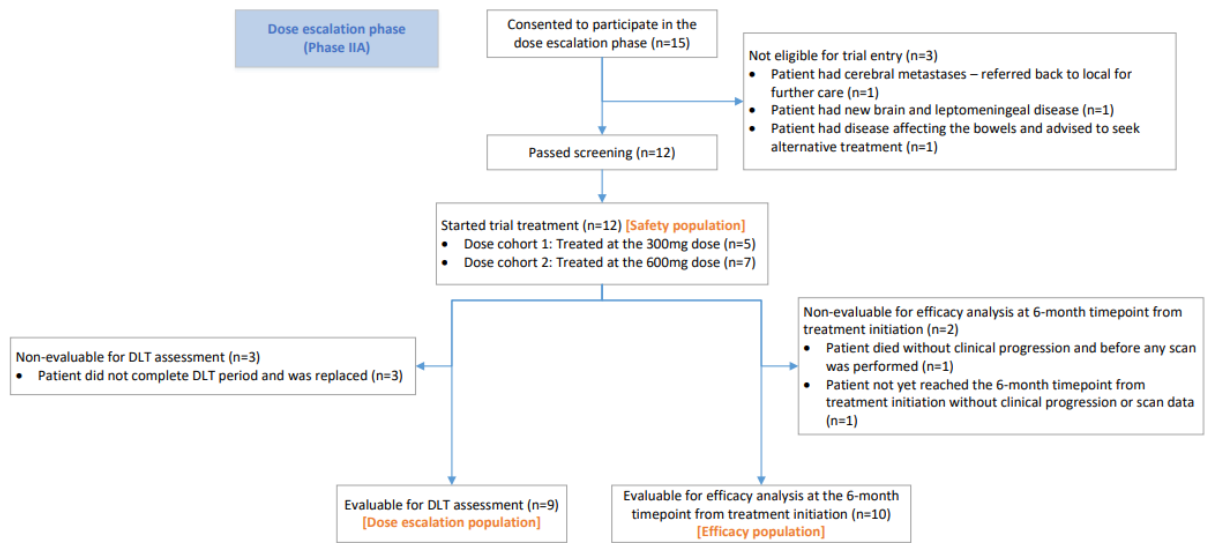 Dose escalation phase
(Phase IIA)
Consented to participate in the
dose escalation phase (n=15)
Not eligible for trial entry (n=3)
• Patient had cerebral metastases – referred back to local for
further care (n=1)
• Patient had new brain and leptomeningeal disease (n=1)
• Patient had disease affecting the bowels and advised to seek
alternative treatment (n=1)
Passed screening (n=12)
Started trial treatment (n=12) [Safety population]
• Dose cohort 1: Treated at the 300mg dose (n=5)
• Dose cohort 2: Treated at the 600mg dose (n=7)
Non-evaluable for DLT assessment (n=3)
• Patient did not complete DLT period and was replaced (n=3)
Non-evaluable for efficacy analysis at 6-month timepoint from
treatment initiation (n=2)
• Patient died without clinical progression and before any scan
was performed (n=1)
• Patient not yet reached the 6-month timepoint from
treatment initiation without clinical progression or scan data
(n=1)
Evaluable for DLT assessment (n=9)
[Dose escalation population]
Evaluable for efficacy analysis at the 6-month
timepoint from treatment initiation (n=10)
[Efficacy population]